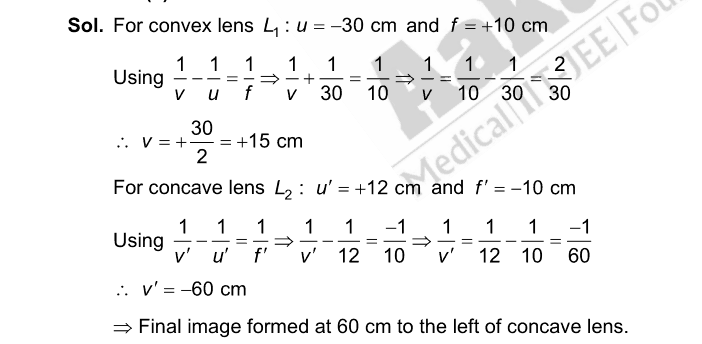 Sol. For convex lens L₁ : u = –30 cm and f = +10 cm
Using 1/v – 1/u = 1/f ⇒ 1/v + 1/30 = 1/10 ⇒ 1/v = 1/10 – 1/30 = 2/30
∴ v = +30/2 = +15 cm
For concave lens L₂ : u′ = +12 cm and f′ = –10 cm
Using 1/v′ – 1/u′ = 1/f′ ⇒ 1/v′ – 1/12 = –1/10 ⇒ 1/v′ = 1/12 – 1/10 = –1/60
∴ v′ = –60 cm
⇒ Final image formed at 60 cm to the left of concave lens.
Medical|IIT-JEE|Fou